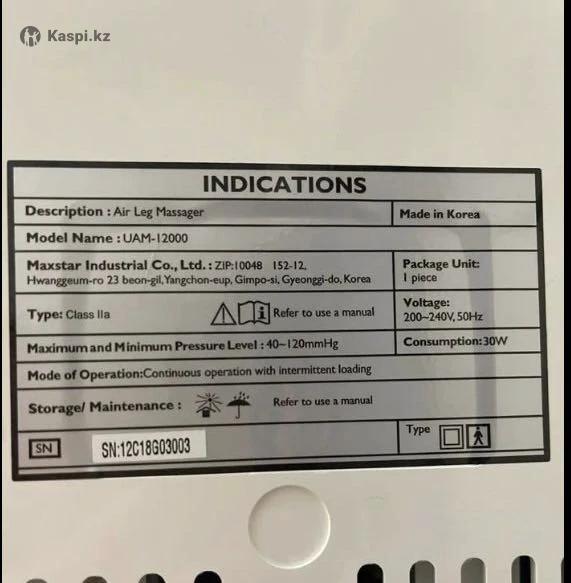 Kaspi.kz
INDICATIONS
Description : Air Leg Massager
Made in Korea
Model Name : UAM-12000
Maxstar Industrial Co., Ltd. : ZIP:10048 152-12,
Hwanggeum-ro 23 beon-gil, Yangchon-eup, Gimpo-si, Gyeonggi-do, Korea
Package Unit:
1 piece
Type: Class IIa
Refer to use a manual
Voltage:
200~240V, 50Hz
Maximum and Minimum Pressure Level : 40~120mmHg
Consumption: 30W
Mode of Operation:Continuous operation with intermittent loading
Storage/ Maintenance :
Refer to use a manual
SN
SN:12C18G03003
Type